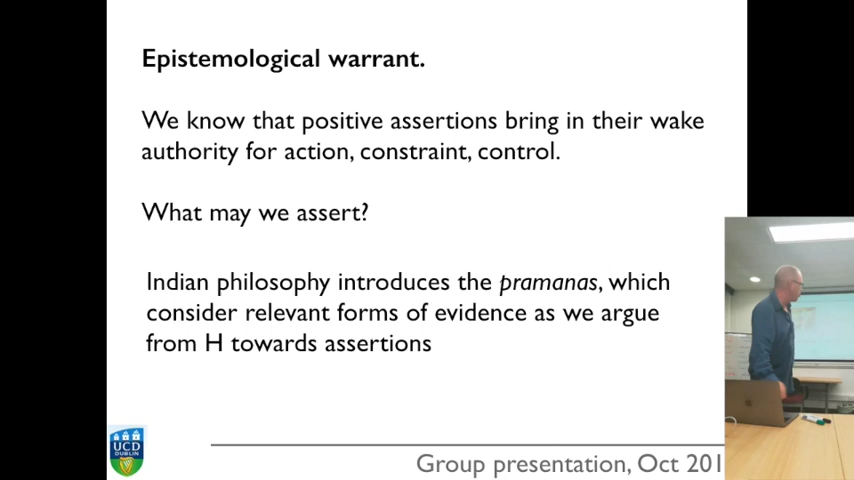 Epistemological warrant.
We know that positive assertions bring in their wake
authority for action, constraint, control.
What may we assert?
Indian philosophy introduces the pramanas, which
consider relevant forms of evidence as we argue
from H towards assertions
UCD
DUBLIN
Group presentation, Oct 201